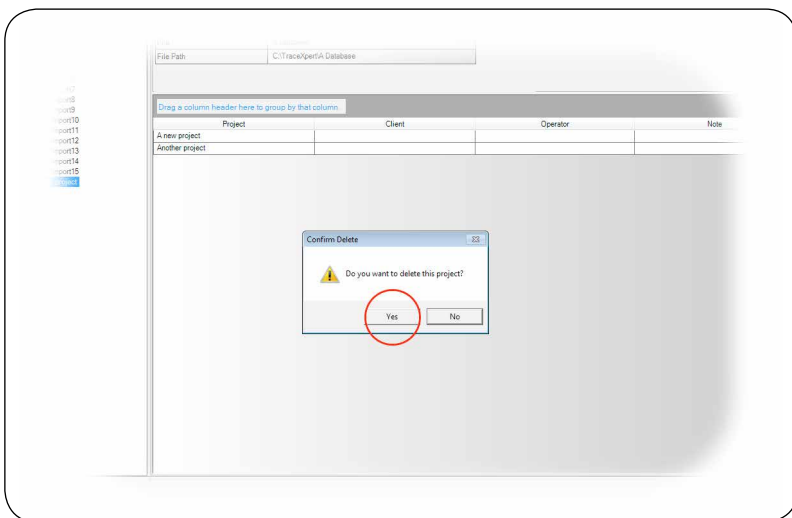 File Path C:\TraceXpert\A Database
port9
port10
port11
port12
port13
port14
port15
project
Drag a column header here to group by that column.
Project Client Operator Note
A new project
Another project
Confirm Delete
Do you want to delete this project?
Yes No